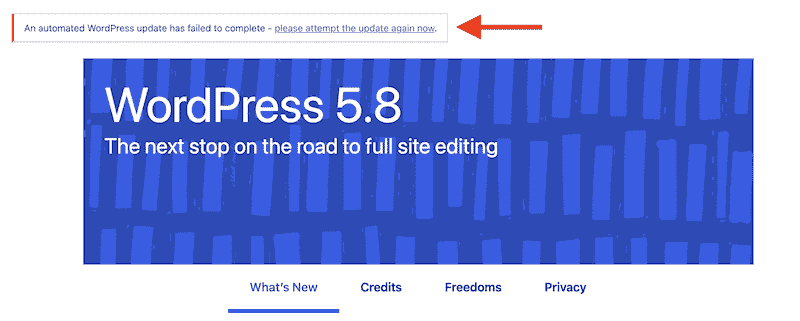 An automated WordPress update has failed to complete - please attempt the update again now.
WordPress 5.8
The next stop on the road to full site editing
What's New Credits Freedoms Privacy